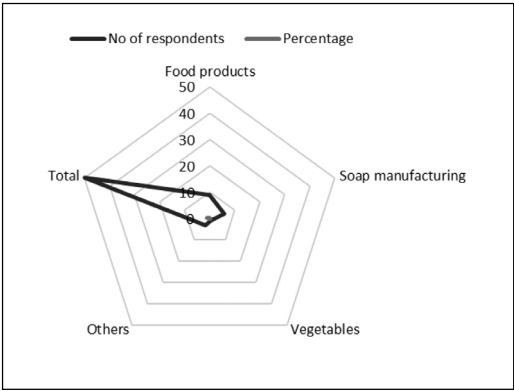 No of respondents Percentage
Food products
50
40
30
20
10
0
Total
Soap manufacturing
Others
Vegetables